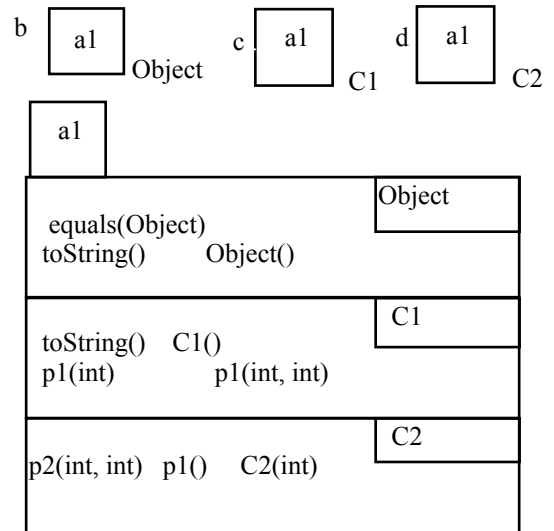 b a1 Object c a1 C1 d a1 C2
a1
Object
equals(Object)
toString() Object()
C1
toString() C1()
p1(int) p1(int, int)
C2
p2(int, int) p1() C2(int)